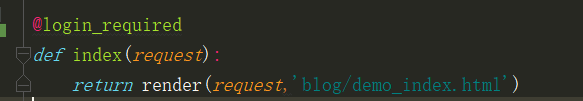 @login_required
def index(request):
    return render(request,'blog/demo_index.html')